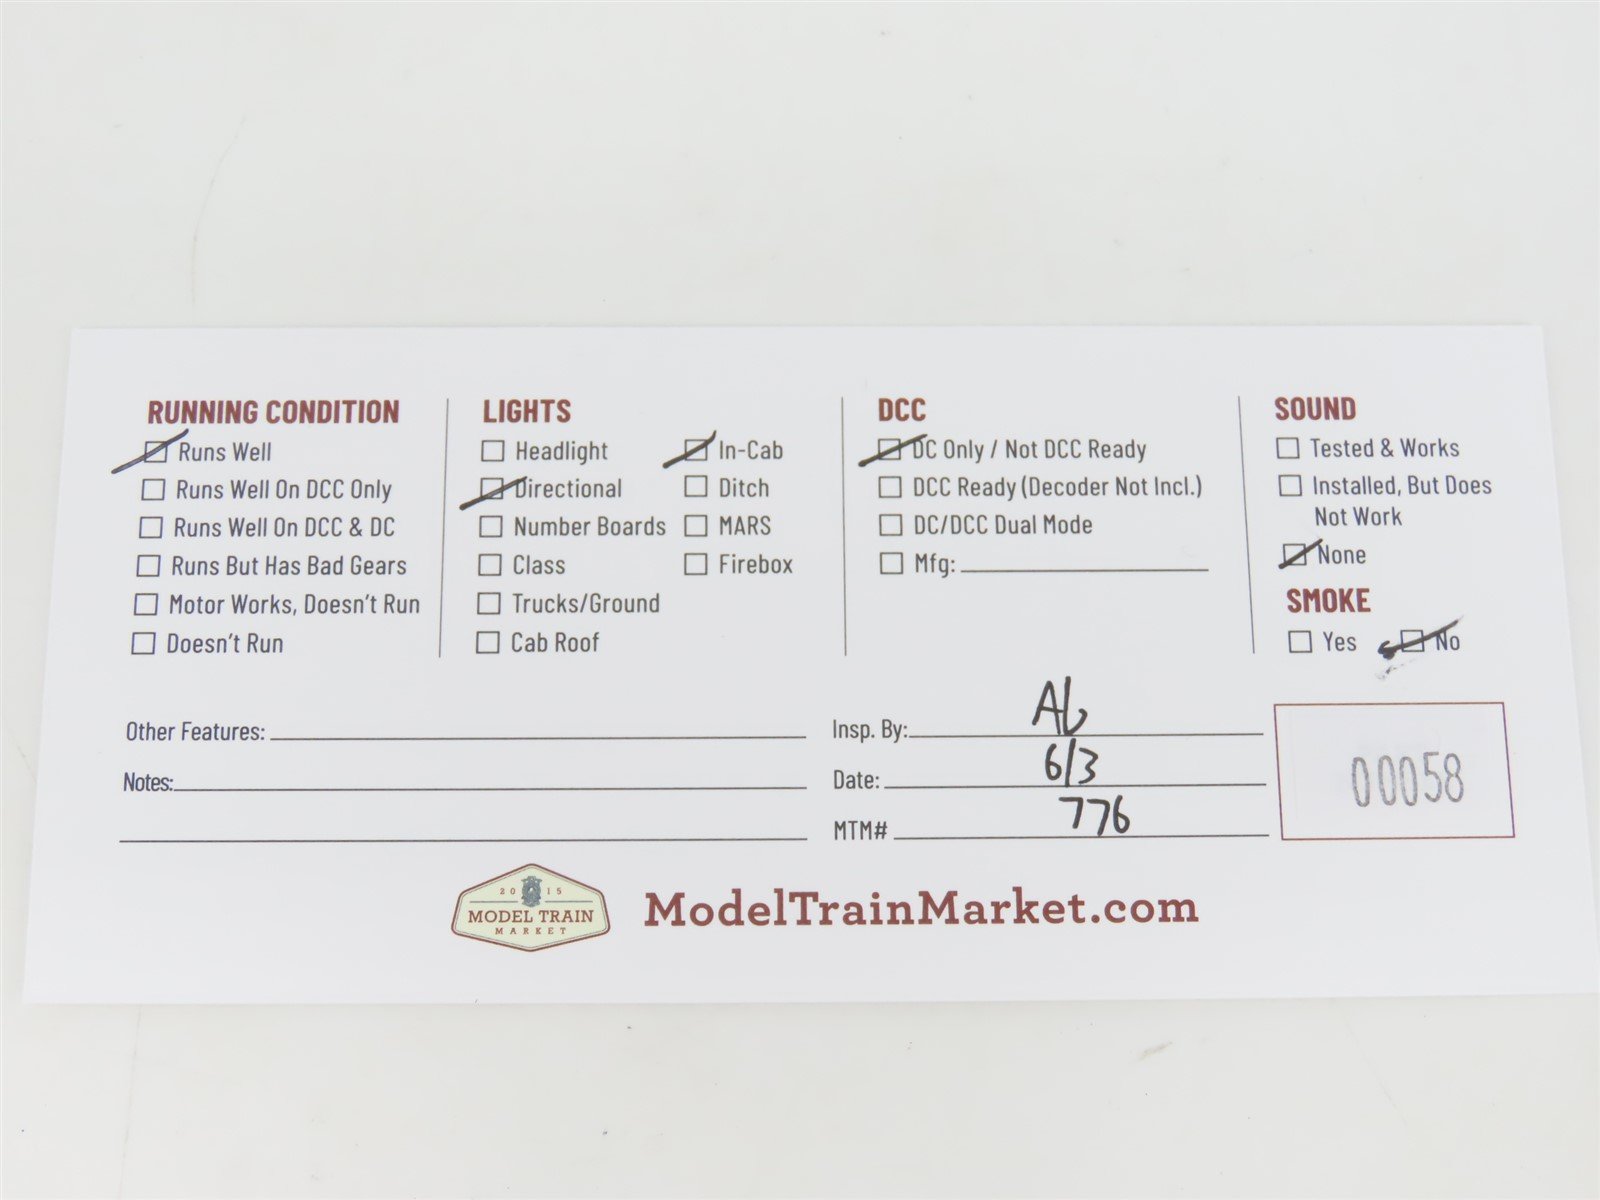 RUNNING CONDITION
Runs Well
Runs Well On DCC Only
Runs Well On DCC & DC
Runs But Has Bad Gears
Motor Works, Doesn't Run
Doesn't Run
LIGHTS
Headlight
Directional
Number Boards
Class
Trucks/Ground
Cab Roof
In-Cab
Ditch
MARS
Firebox
DCC
DC Only / Not DCC Ready
DCC Ready (Decoder Not Incl.)
DC/DCC Dual Mode
Mfg:
SOUND
Tested & Works
Installed, But Does
Not Work
None
SMOKE
Yes No
Other Features:
Notes:
Insp. By:
Date: 6/3
MTM# 776
00058
2015
MODEL TRAIN
MARKET
ModelTrainMarket.com